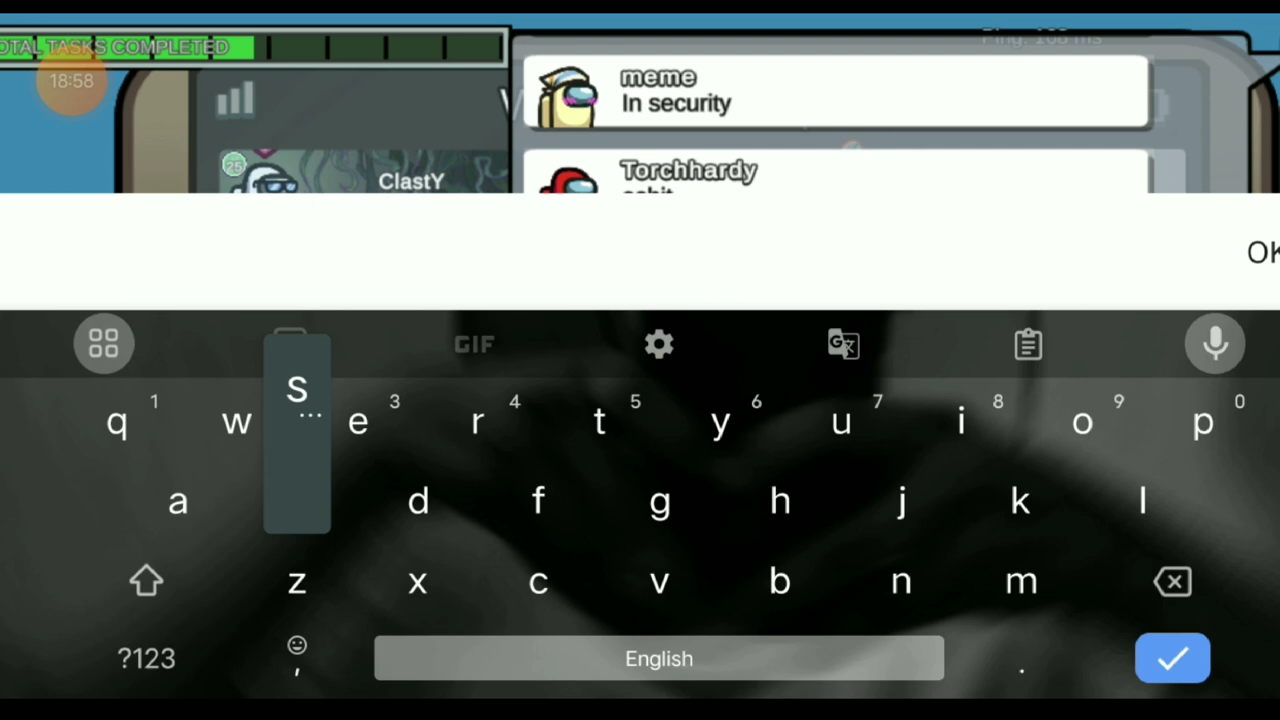 OTAL TASKS COMPLETED
18:58
meme
In security
ClastY
Torchhardy
OK
GIF
S
...
q 1 w e 3 r 4 t 5 y 6 u 7 i 8 o 9 p 0
a d f g h j k l
z x c v b n m
?123 , English .